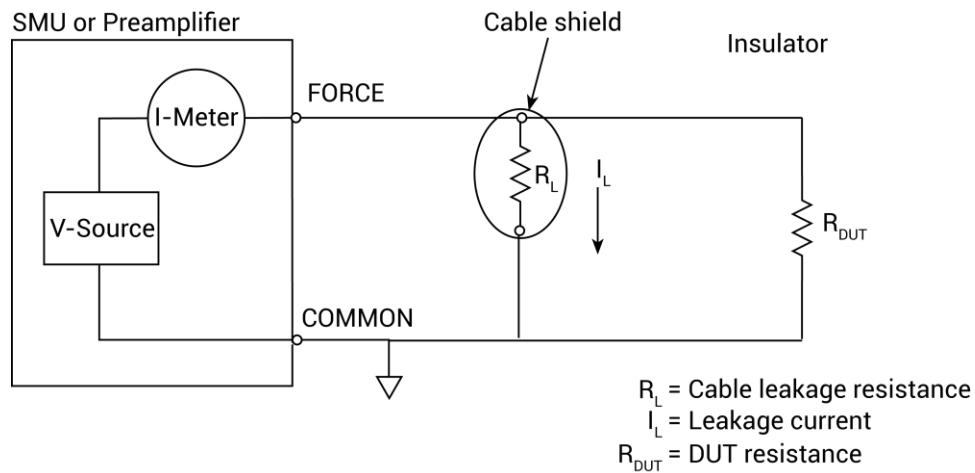 SMU or Preamplifier
Cable shield
Insulator
FORCE
I-Meter
R_L
I_L
V-Source
R_DUT
COMMON
R_L = Cable leakage resistance
I_L = Leakage current
R_DUT = DUT resistance